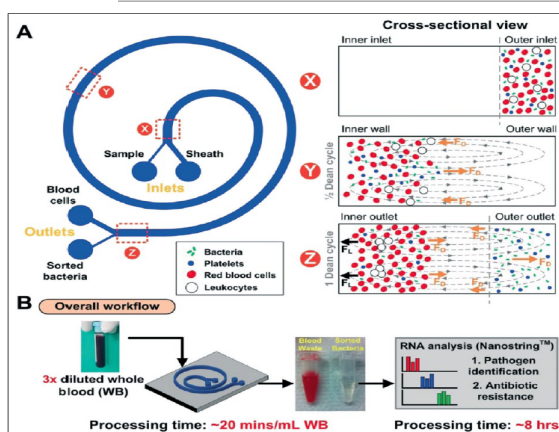 A
Cross-sectional view
Inner inlet
Outer inlet
X
Y
X
Sample
Sheath
Inlets
Inner wall
Outer wall
Y
½ Dean cycle
F_D
F_D
F_D
Blood
cells
Outlets
Z
Sorted
bacteria
Inner outlet
Outer outlet
Z
1 Dean cycle
F_L
F_D
F_D
F_D
F_D
F_L
F_D
F_D
Bacteria
Platelets
Red blood cells
Leukocytes
B
Overall workflow
3x diluted whole
blood (WB)
Blood
Waste
Sorted
Bacteria
RNA analysis (Nanostring™)
1. Pathogen
identification
2. Antibiotic
resistance
Processing time: ~20 mins/mL WB
Processing time: ~8 hrs